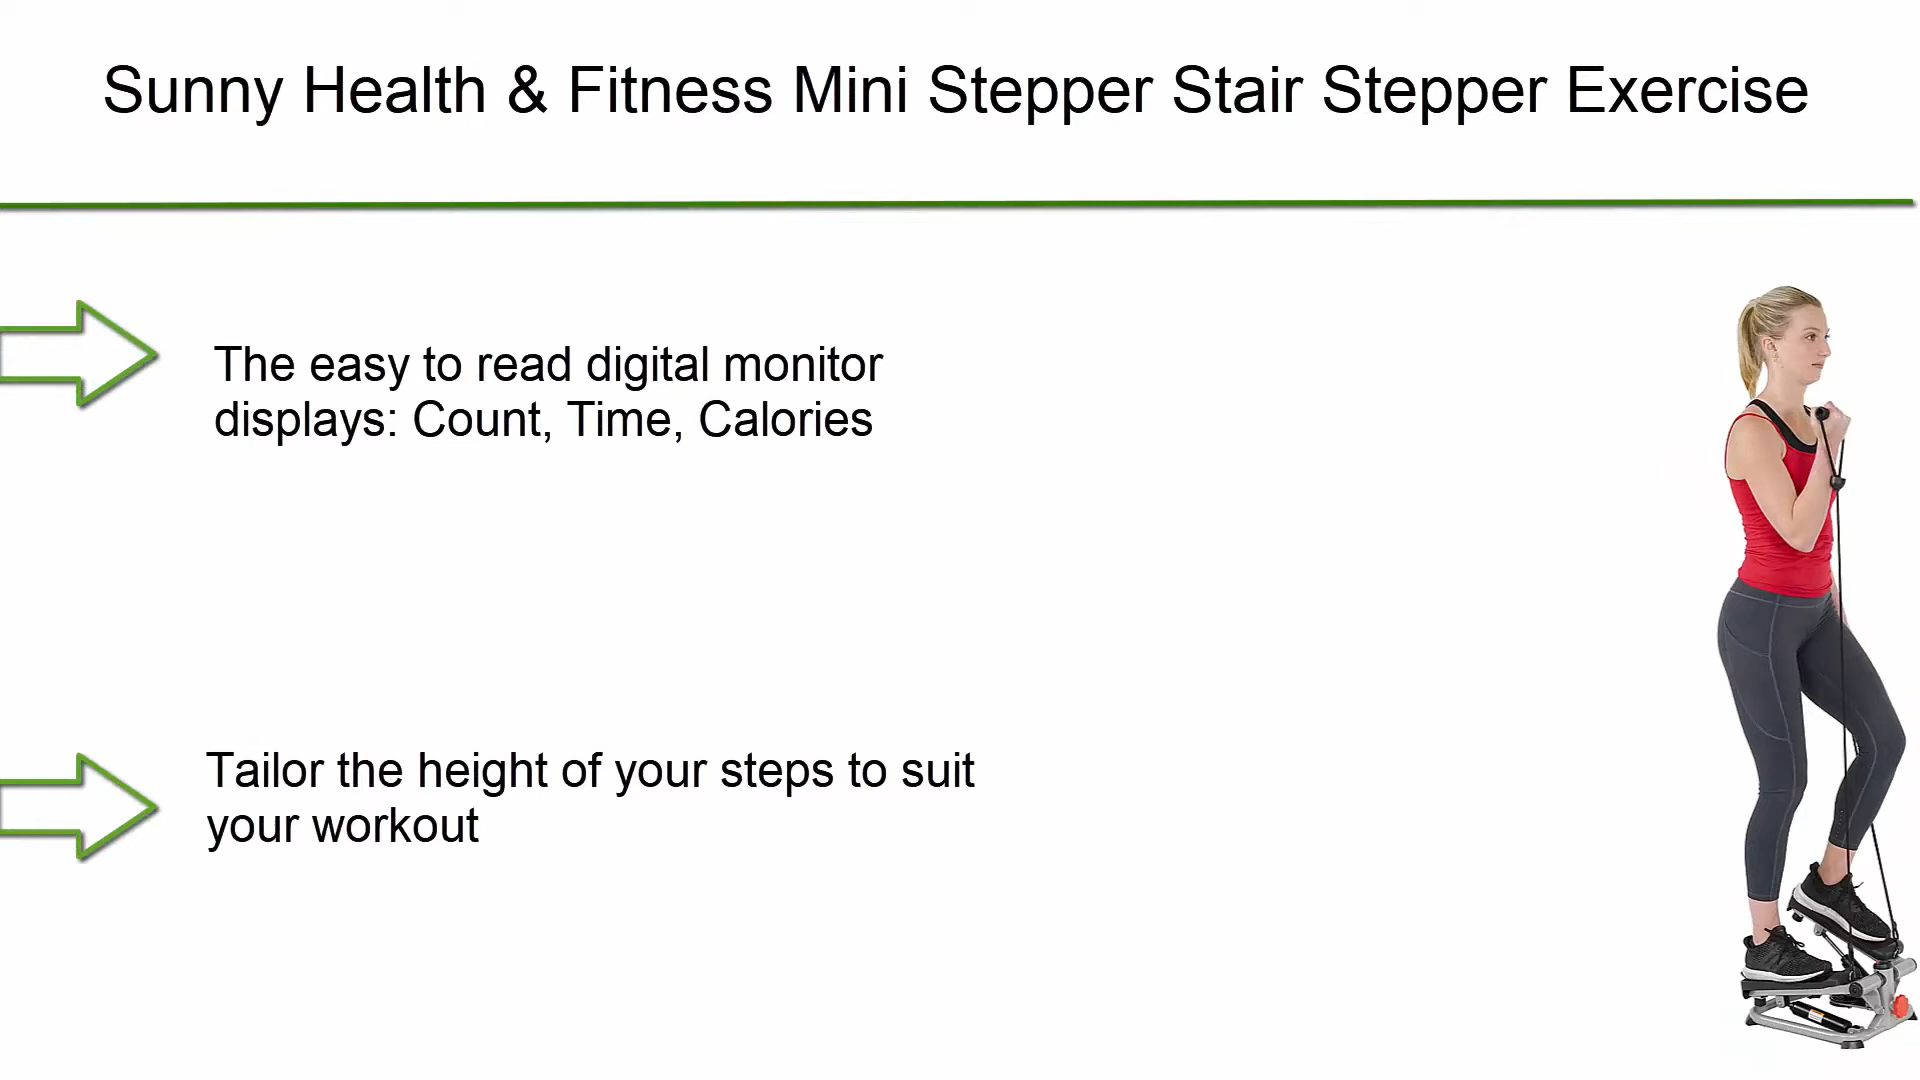 Sunny Health & Fitness Mini Stepper Stair Stepper Exercise
The easy to read digital monitor
displays: Count, Time, Calories
Tailor the height of your steps to suit
your workout